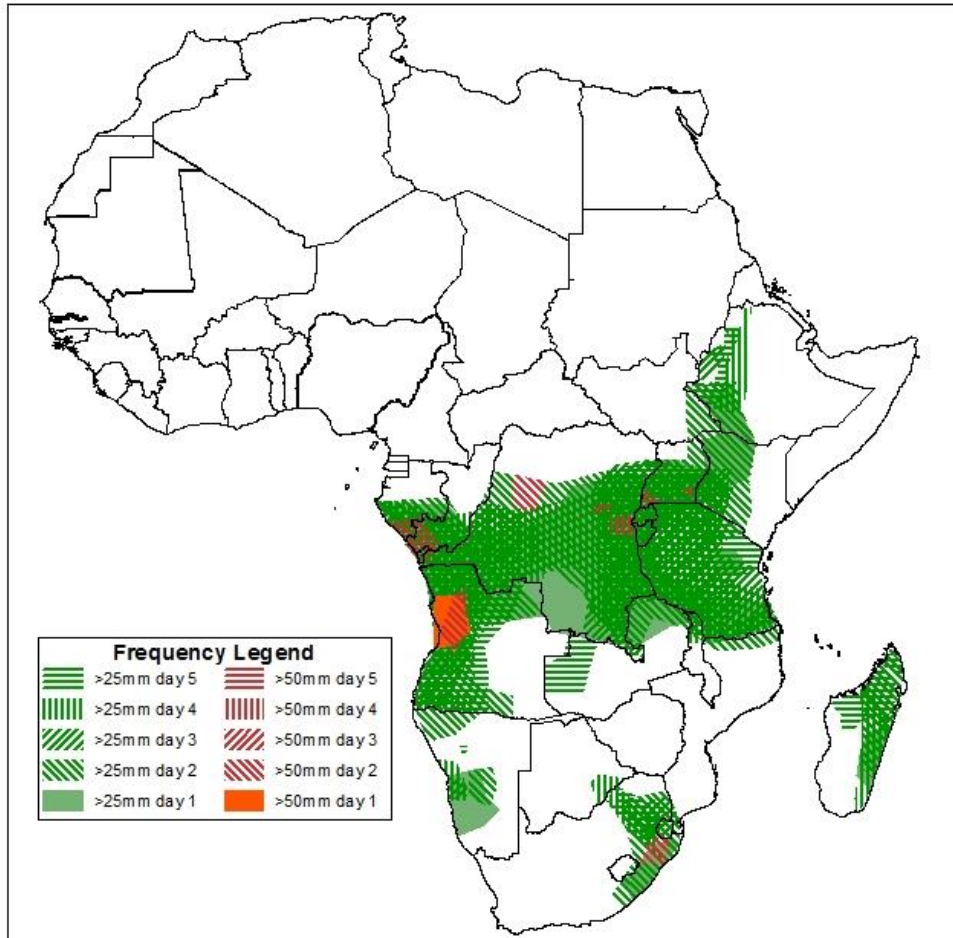 Frequency Legend
>25mm day 5 >50mm day 5
>25mm day 4 >50mm day 4
>25mm day 3 >50mm day 3
>25mm day 2 >50mm day 2
>25mm day 1 >50mm day 1